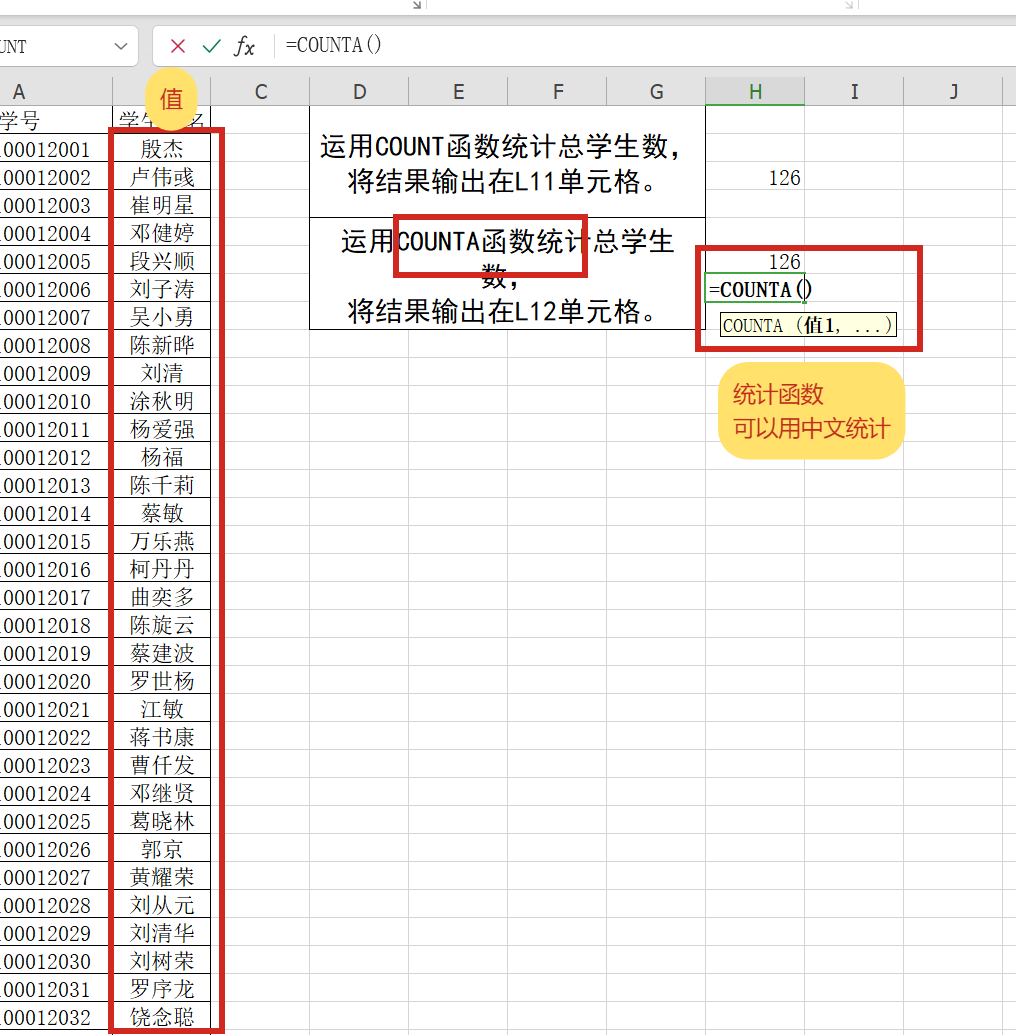 UNT
fx
=COUNTA()
A
C
D
E
F
G
H
I
J
值
学号
00012001 殷杰
00012002 卢伟彧
00012003 崔明星
00012004 邓健婷
00012005 段兴顺
00012006 刘子涛
00012007 吴小勇
00012008 陈新晔
00012009 刘清
00012010 涂秋明
00012011 杨爱强
00012012 杨福
00012013 陈千莉
00012014 蔡敏
00012015 万乐燕
00012016 柯丹丹
00012017 曲奕多
00012018 陈旋云
00012019 蔡建波
00012020 罗世杨
00012021 江敏
00012022 蒋书康
00012023 曹仟发
00012024 邓继贤
00012025 葛晓林
00012026 郭京
00012027 黄耀荣
00012028 刘从元
00012029 刘清华
00012030 刘树荣
00012031 罗序龙
00012032 饶念聪
运用COUNT函数统计总学生数，
将结果输出在L11单元格。
126
运用COUNTA函数统计总学生
数，
将结果输出在L12单元格。
126
=COUNTA()
COUNTA (值1, ...)
统计函数
可以用中文统计